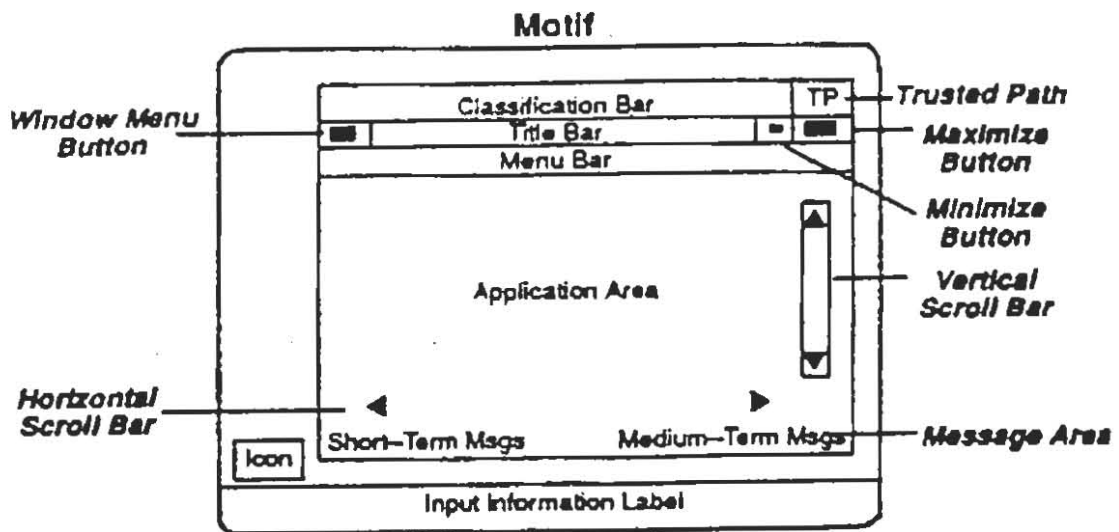 Motif
Classification Bar
TP
Trusted Path
Window Menu
Button
Title Bar
Maximize
Button
Menu Bar
Minimize
Button
Application Area
Vertical
Scroll Bar
Horizontal
Scroll Bar
Short-Term Msgs
Medium-Term Msgs
Message Area
Icon
Input Information Label